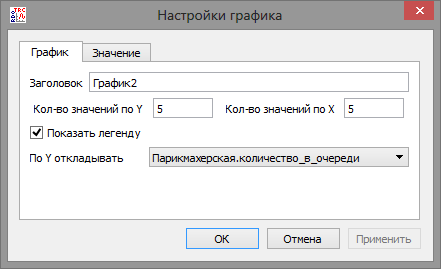 Настройки графика
График Значение
Заголовок График2
Кол-во значений по Y 5 Кол-во значений по X 5
Показать легенду
По Y откладывать Парикмахерская.количество_в_очереди
OK Отмена Применить